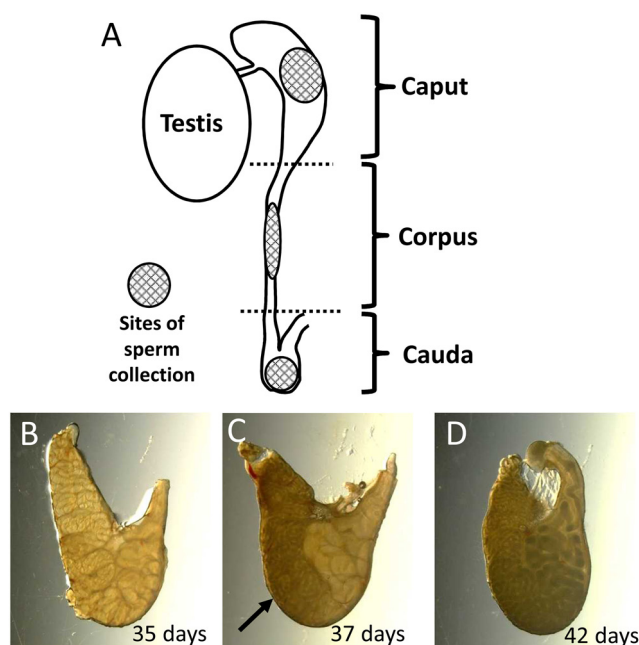 A
Testis
Caput
Corpus
Sites of
sperm
collection
Cauda
B
C
D
35 days
37 days
42 days